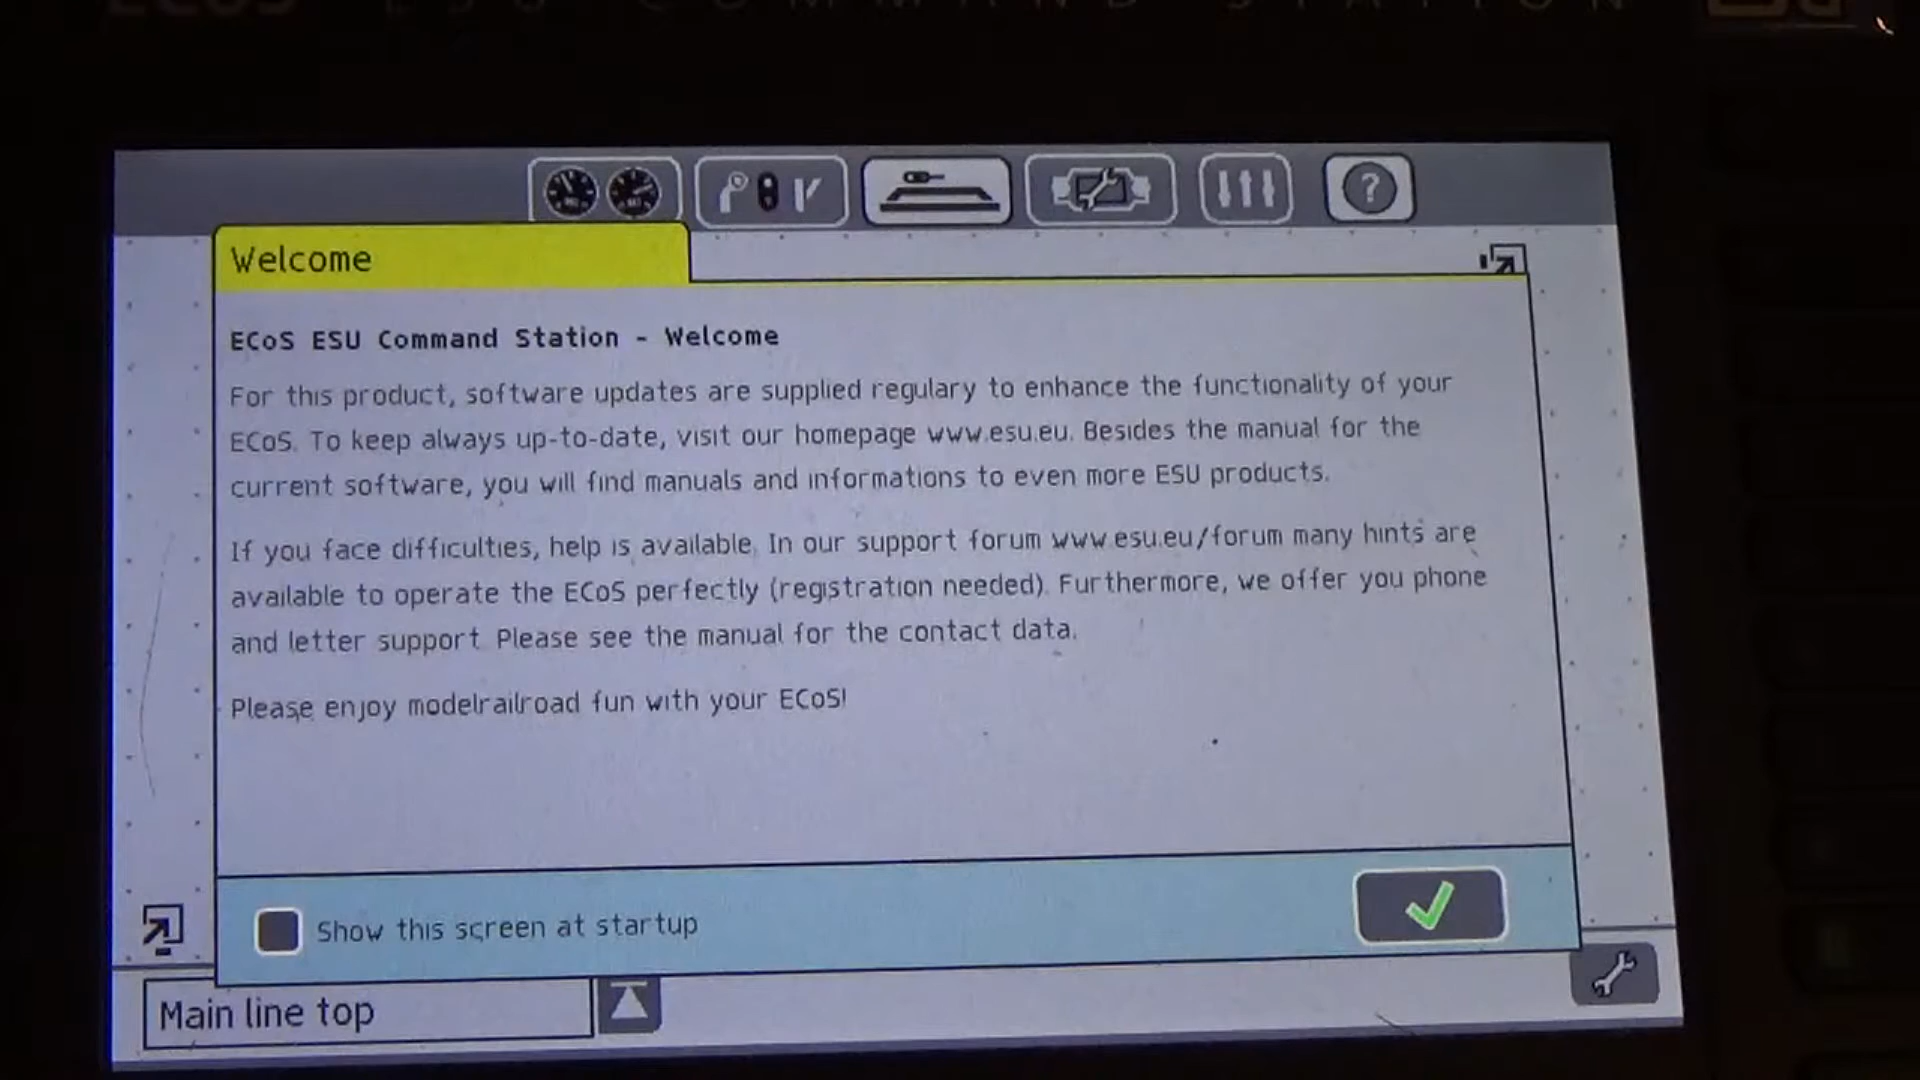 ECoS ESU COMMAND STATION
Welcome
ECoS ESU Command Station - Welcome
For this product, software updates are supplied regulary to enhance the functionality of your
ECoS. To keep always up-to-date, visit our homepage www.esu.eu. Besides the manual for the
current software, you will find manuals and informations to even more ESU products.
If you face difficulties, help is available. In our support forum www.esu.eu/forum many hints are
available to operate the ECoS perfectly (registration needed). Furthermore, we offer you phone
and letter support. Please see the manual for the contact data.
Please enjoy modelrailroad fun with your ECoS!
Show this screen at startup
Main line top